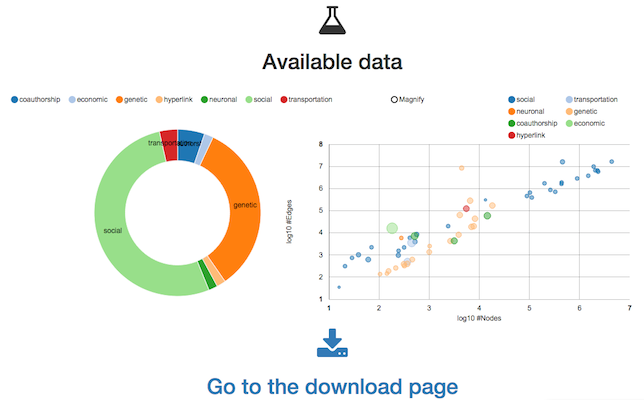 Available data
coauthorship economic genetic hyperlink neuronal social transportation
Magnify
social transportation
neuronal genetic
coauthorship economic
hyperlink
transportation
genetic
social
log10 #Edges
8
7
6
5
4
3
2
1
1 2 3 4 5 6 7
log10 #Nodes
Go to the download page